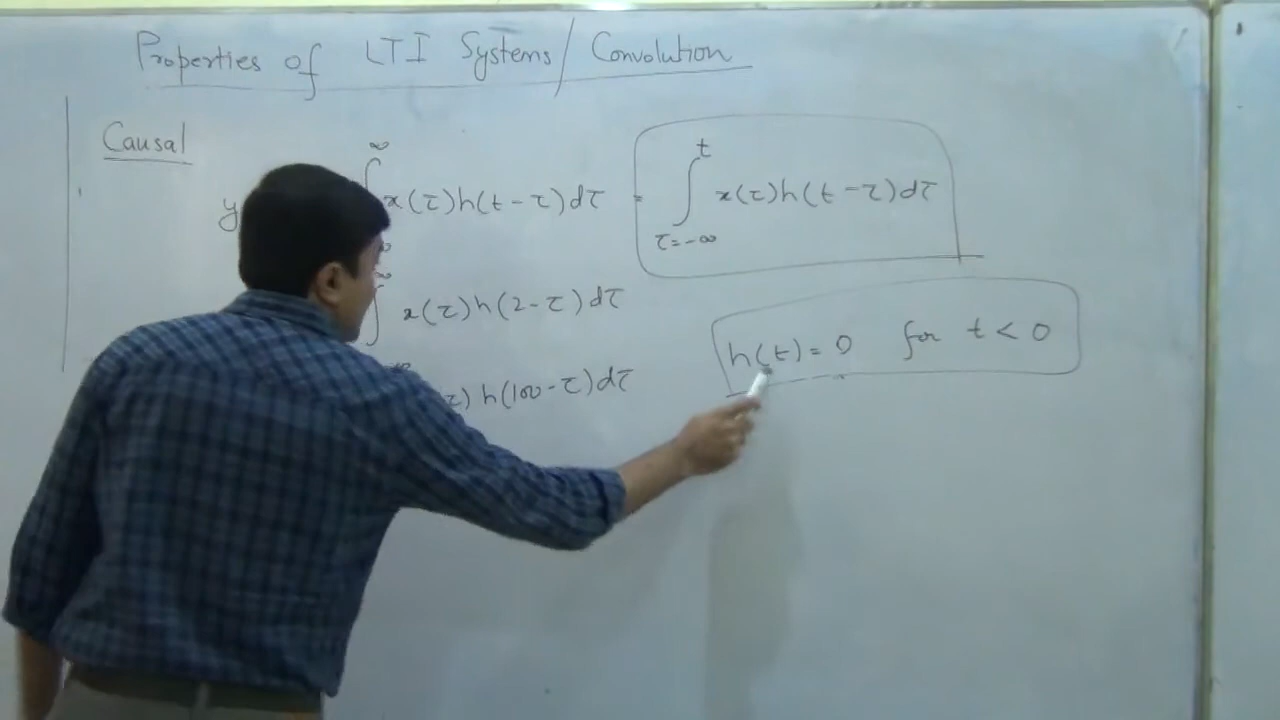 Properties of LTI Systems/Convolution
Causal
y ∫ ∞ x(τ)h(t-τ)dτ = ∫ t τ=-∞ x(τ)h(t-τ)dτ
∫ ∞ x(τ)h(2-τ)dτ
τ) h(100-τ)dτ
h(t)=0 for t<0